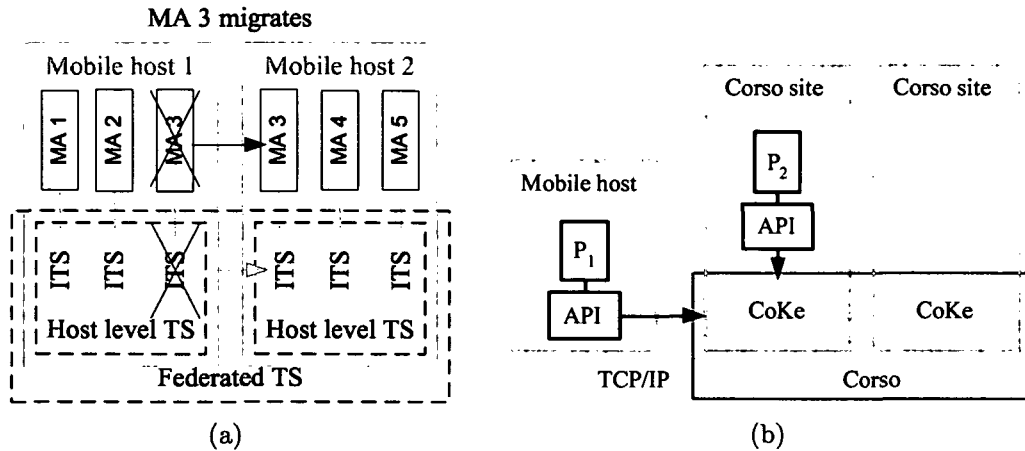 MA 3 migrates
Mobile host 1
Mobile host 2
MA 1
MA 2
MA 3
MA 3
MA 4
MA 5
ITS
ITS
ITS
ITS
ITS
ITS
Host level TS
Host level TS
Federated TS
(a)
Corso site
Corso site
Mobile host
P2
API
P1
API
CoKe
CoKe
TCP/IP
Corso
(b)